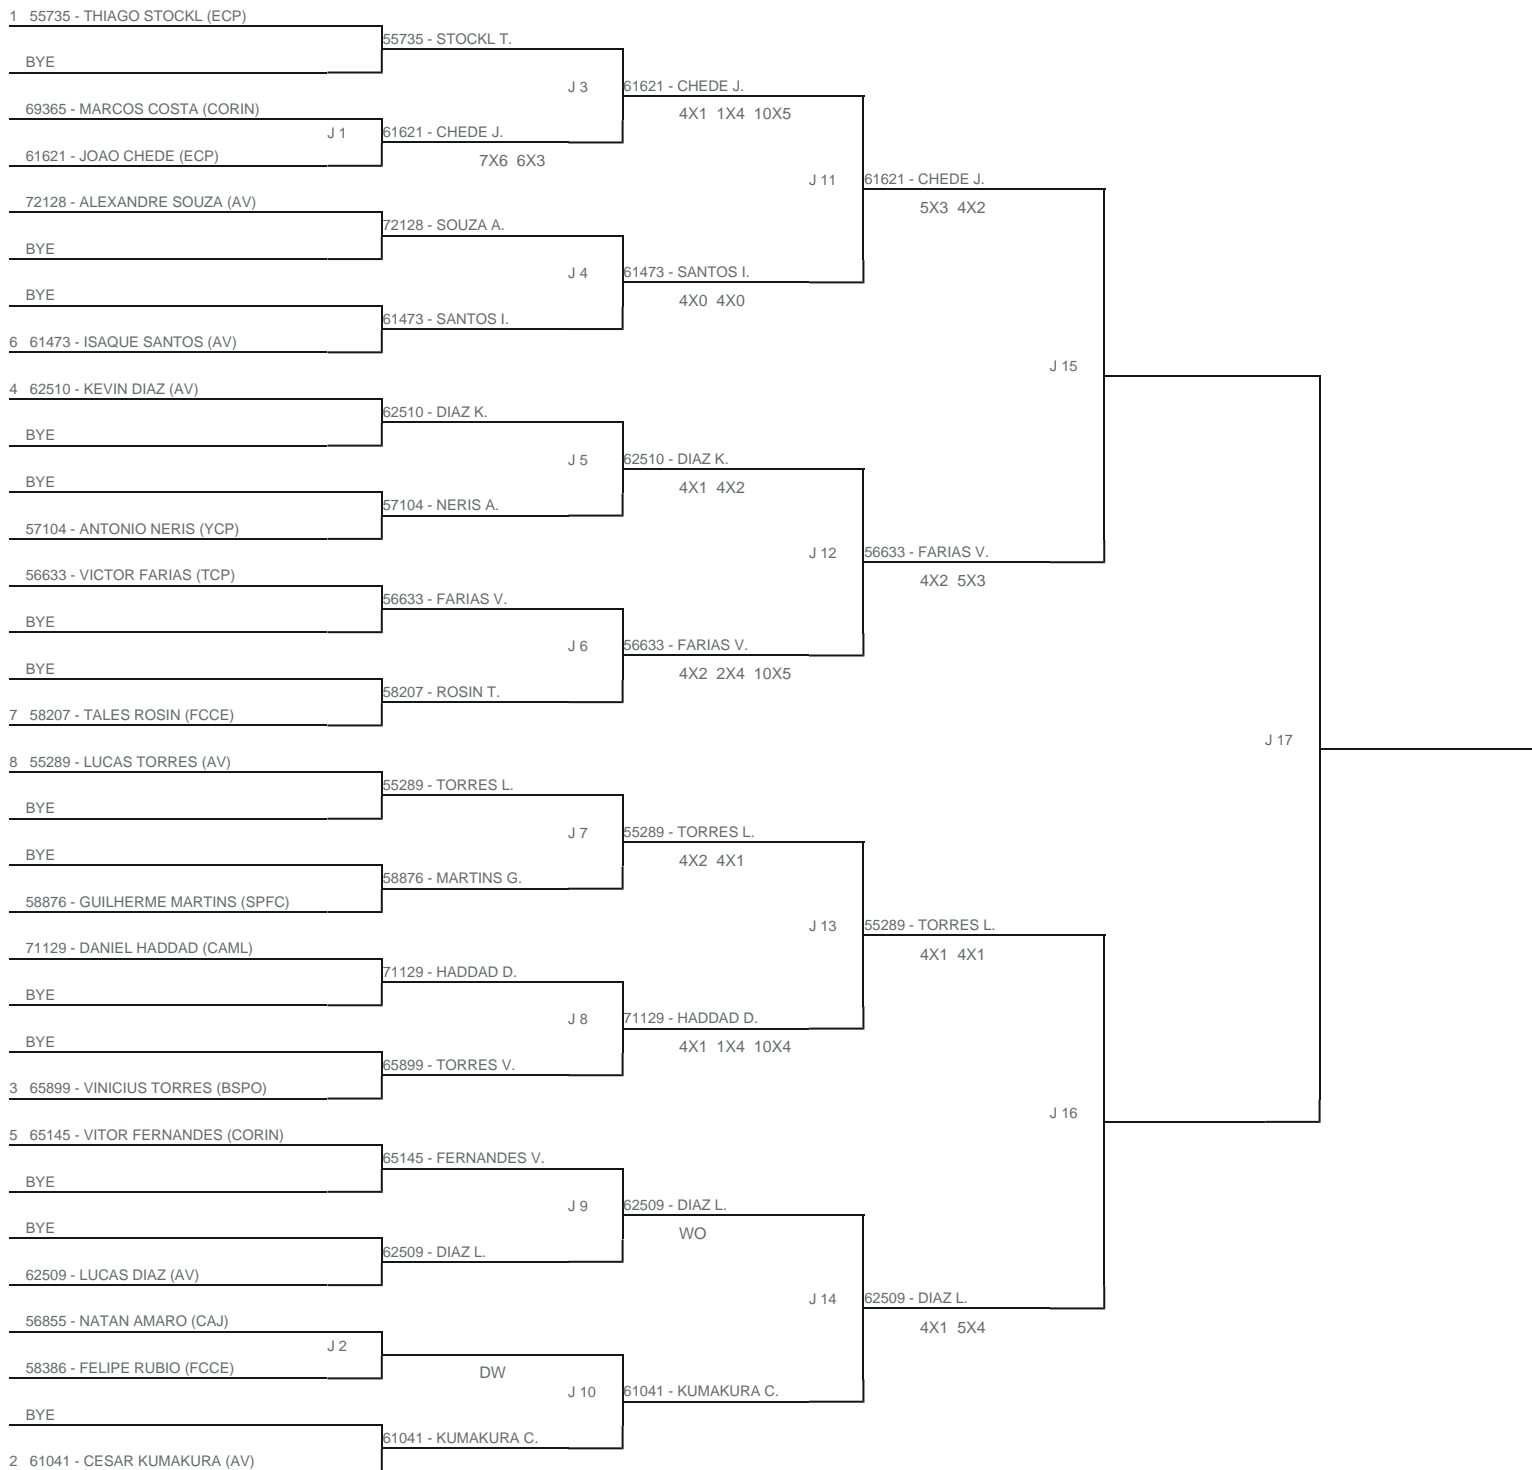 1 55735 - THIAGO STOCKL (ECP)
55735 - STOCKL T.
BYE
J 3
61621 - CHEDE J.
4X1 1X4 10X5
69365 - MARCOS COSTA (CORIN)
J 1
61621 - CHEDE J.
61621 - JOAO CHEDE (ECP)
7X6 6X3
J 11
61621 - CHEDE J.
5X3 4X2
72128 - ALEXANDRE SOUZA (AV)
72128 - SOUZA A.
BYE
J 4
61473 - SANTOS I.
4X0 4X0
BYE
61473 - SANTOS I.
6 61473 - ISAQUE SANTOS (AV)
J 15
4 62510 - KEVIN DIAZ (AV)
62510 - DIAZ K.
BYE
J 5
62510 - DIAZ K.
4X1 4X2
BYE
57104 - NERIS A.
57104 - ANTONIO NERIS (YCP)
J 12
56633 - FARIAS V.
4X2 5X3
56633 - VICTOR FARIAS (TCP)
56633 - FARIAS V.
BYE
J 6
56633 - FARIAS V.
4X2 2X4 10X5
BYE
58207 - ROSIN T.
7 58207 - TALES ROSIN (FCCE)
J 17
8 55289 - LUCAS TORRES (AV)
55289 - TORRES L.
BYE
J 7
55289 - TORRES L.
4X2 4X1
BYE
58876 - MARTINS G.
58876 - GUILHERME MARTINS (SPFC)
J 13
55289 - TORRES L.
4X1 4X1
71129 - DANIEL HADDAD (CAML)
71129 - HADDAD D.
BYE
J 8
71129 - HADDAD D.
4X1 1X4 10X4
BYE
65899 - TORRES V.
3 65899 - VINICIUS TORRES (BSPO)
J 16
5 65145 - VITOR FERNANDES (CORIN)
65145 - FERNANDES V.
BYE
J 9
62509 - DIAZ L.
WO
BYE
62509 - DIAZ L.
62509 - LUCAS DIAZ (AV)
J 14
62509 - DIAZ L.
4X1 5X4
56855 - NATAN AMARO (CAJ)
J 2
58386 - FELIPE RUBIO (FCCE)
DW
J 10
61041 - KUMAKURA C.
BYE
61041 - KUMAKURA C.
2 61041 - CESAR KUMAKURA (AV)